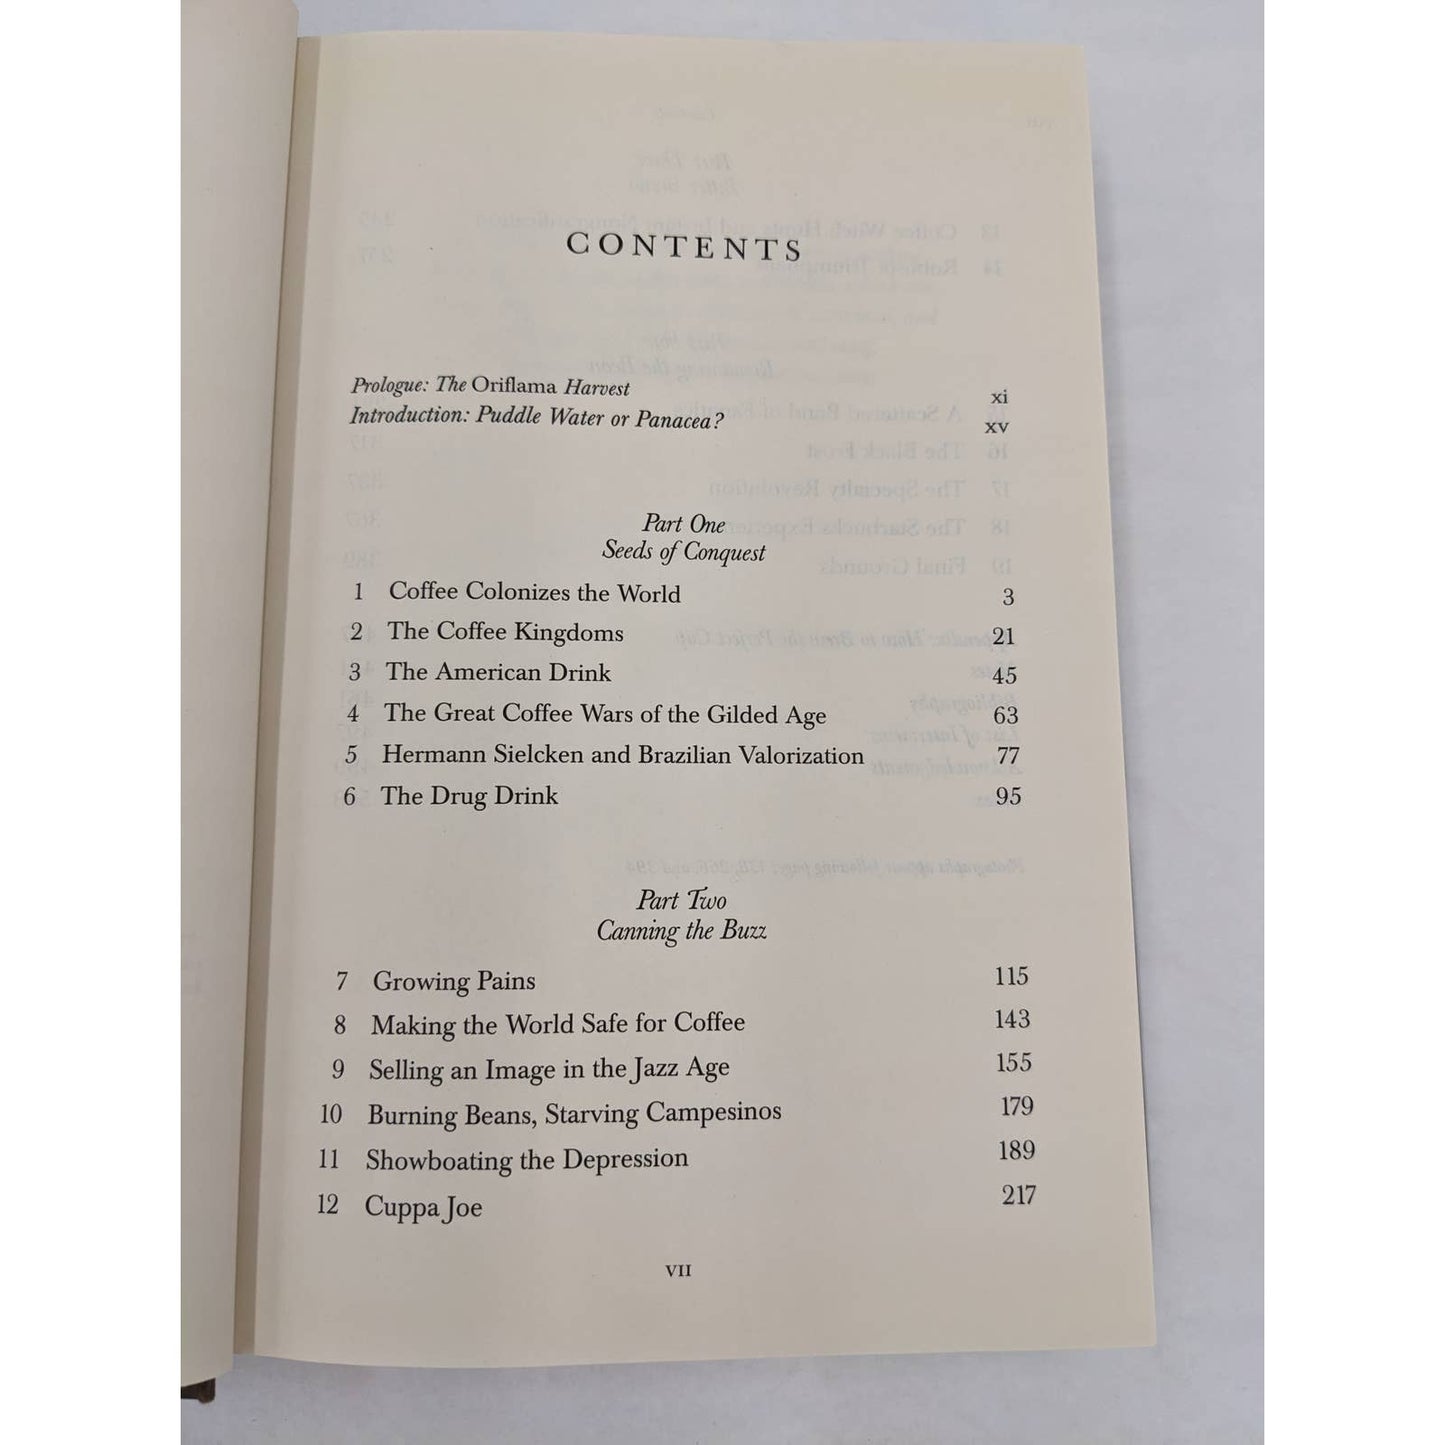 CONTENTS
Prologue: The Oriflama Harvest xi
Introduction: Puddle Water or Panacea? xv
Part One
Seeds of Conquest
1 Coffee Colonizes the World 3
2 The Coffee Kingdoms 21
3 The American Drink 45
4 The Great Coffee Wars of the Gilded Age 63
5 Hermann Sielcken and Brazilian Valorization 77
6 The Drug Drink 95
Part Two
Canning the Buzz
7 Growing Pains 115
8 Making the World Safe for Coffee 143
9 Selling an Image in the Jazz Age 155
10 Burning Beans, Starving Campesinos 179
11 Showboating the Depression 189
12 Cuppa Joe 217
VII